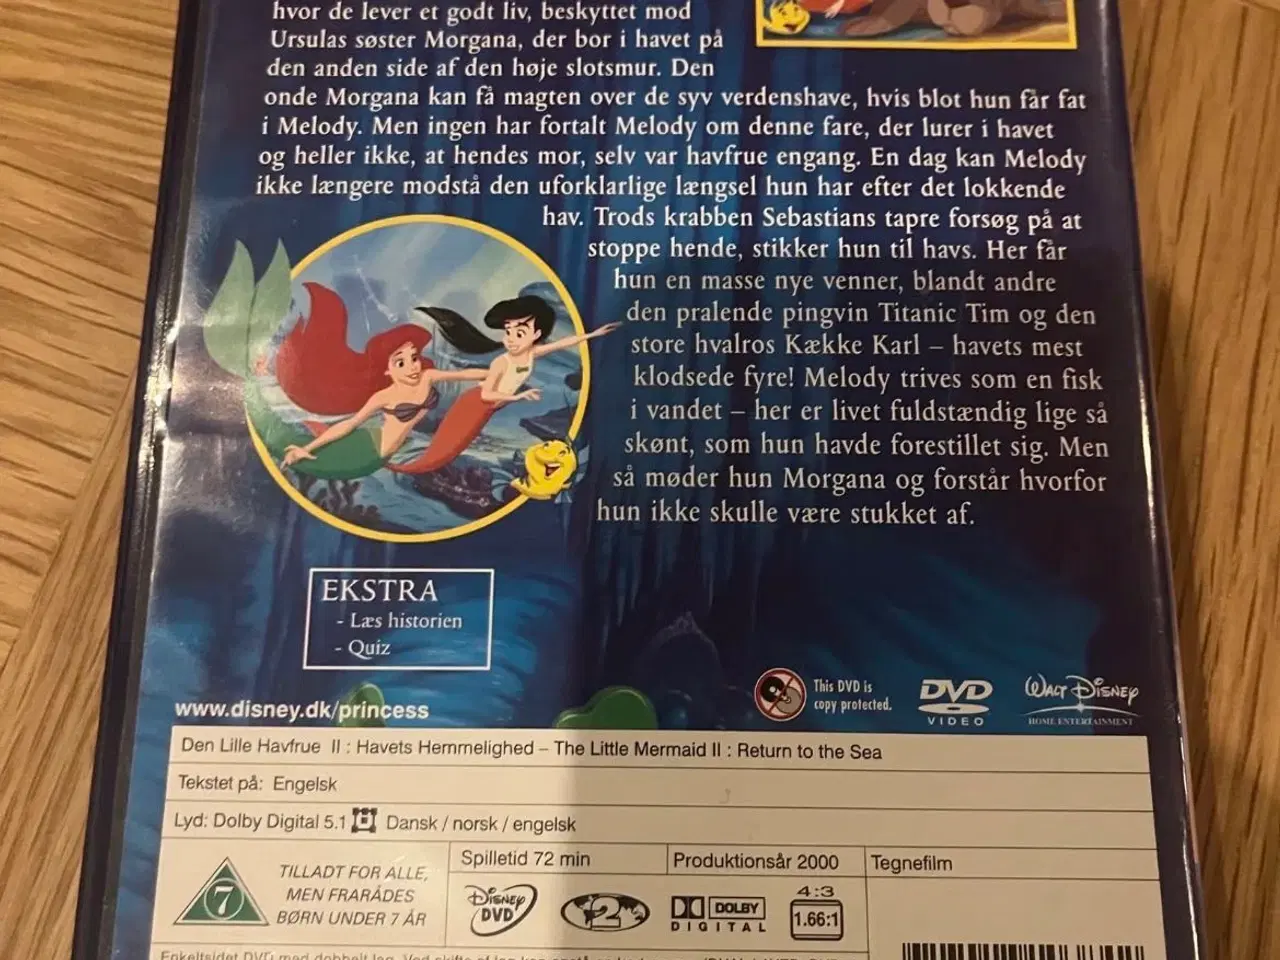 hvor de lever et godt liv, beskyttet mod
Ursulas søster Morgana, der bor i havet på
den anden side af den høje slotsmur. Den
onde Morgana kan få magten over de syv verdenshave, hvis blot hun får fat
i Melody. Men ingen har fortalt Melody om denne fare, der lurer i havet
og heller ikke, at hendes mor, selv var havfrue engang. En dag kan Melody
ikke længere modstå den uforklarlige længsel hun har efter det lokkende
hav. Trods krabben Sebastians tapre forsøg på at
stoppe hende, stikker hun til havs. Her får
hun en masse nye venner, blandt andre
den pralende pingvin Titanic Tim og den
store hvalros Kække Karl – havets mest
klodsede fyre! Melody trives som en fisk
i vandet – her er livet fuldstændig lige så
skønt, som hun havde forestillet sig. Men
så møder hun Morgana og forstår hvorfor
hun ikke skulle være stukket af.
EKSTRA
- Læs historien
- Quiz
www.disney.dk/princess
This DVD is
copy protected.
DVD
VIDEO
WALT DISNEY
HOME ENTERTAINMENT
Den Lille Havfrue II : Havets Hemmelighed – The Little Mermaid II : Return to the Sea
Tekstet på: Engelsk
Lyd: Dolby Digital 5.1 Dansk / norsk / engelsk
7
TILLADT FOR ALLE,
MEN FRARÅDES
BØRN UNDER 7 ÅR
Spilletid 72 min
Produktionsår 2000
Tegnefilm
DISNEY
DVD
2
DOLBY
DIGITAL
4:3
1.66:1
Enkeltsidet DVD med dobbelt lag.